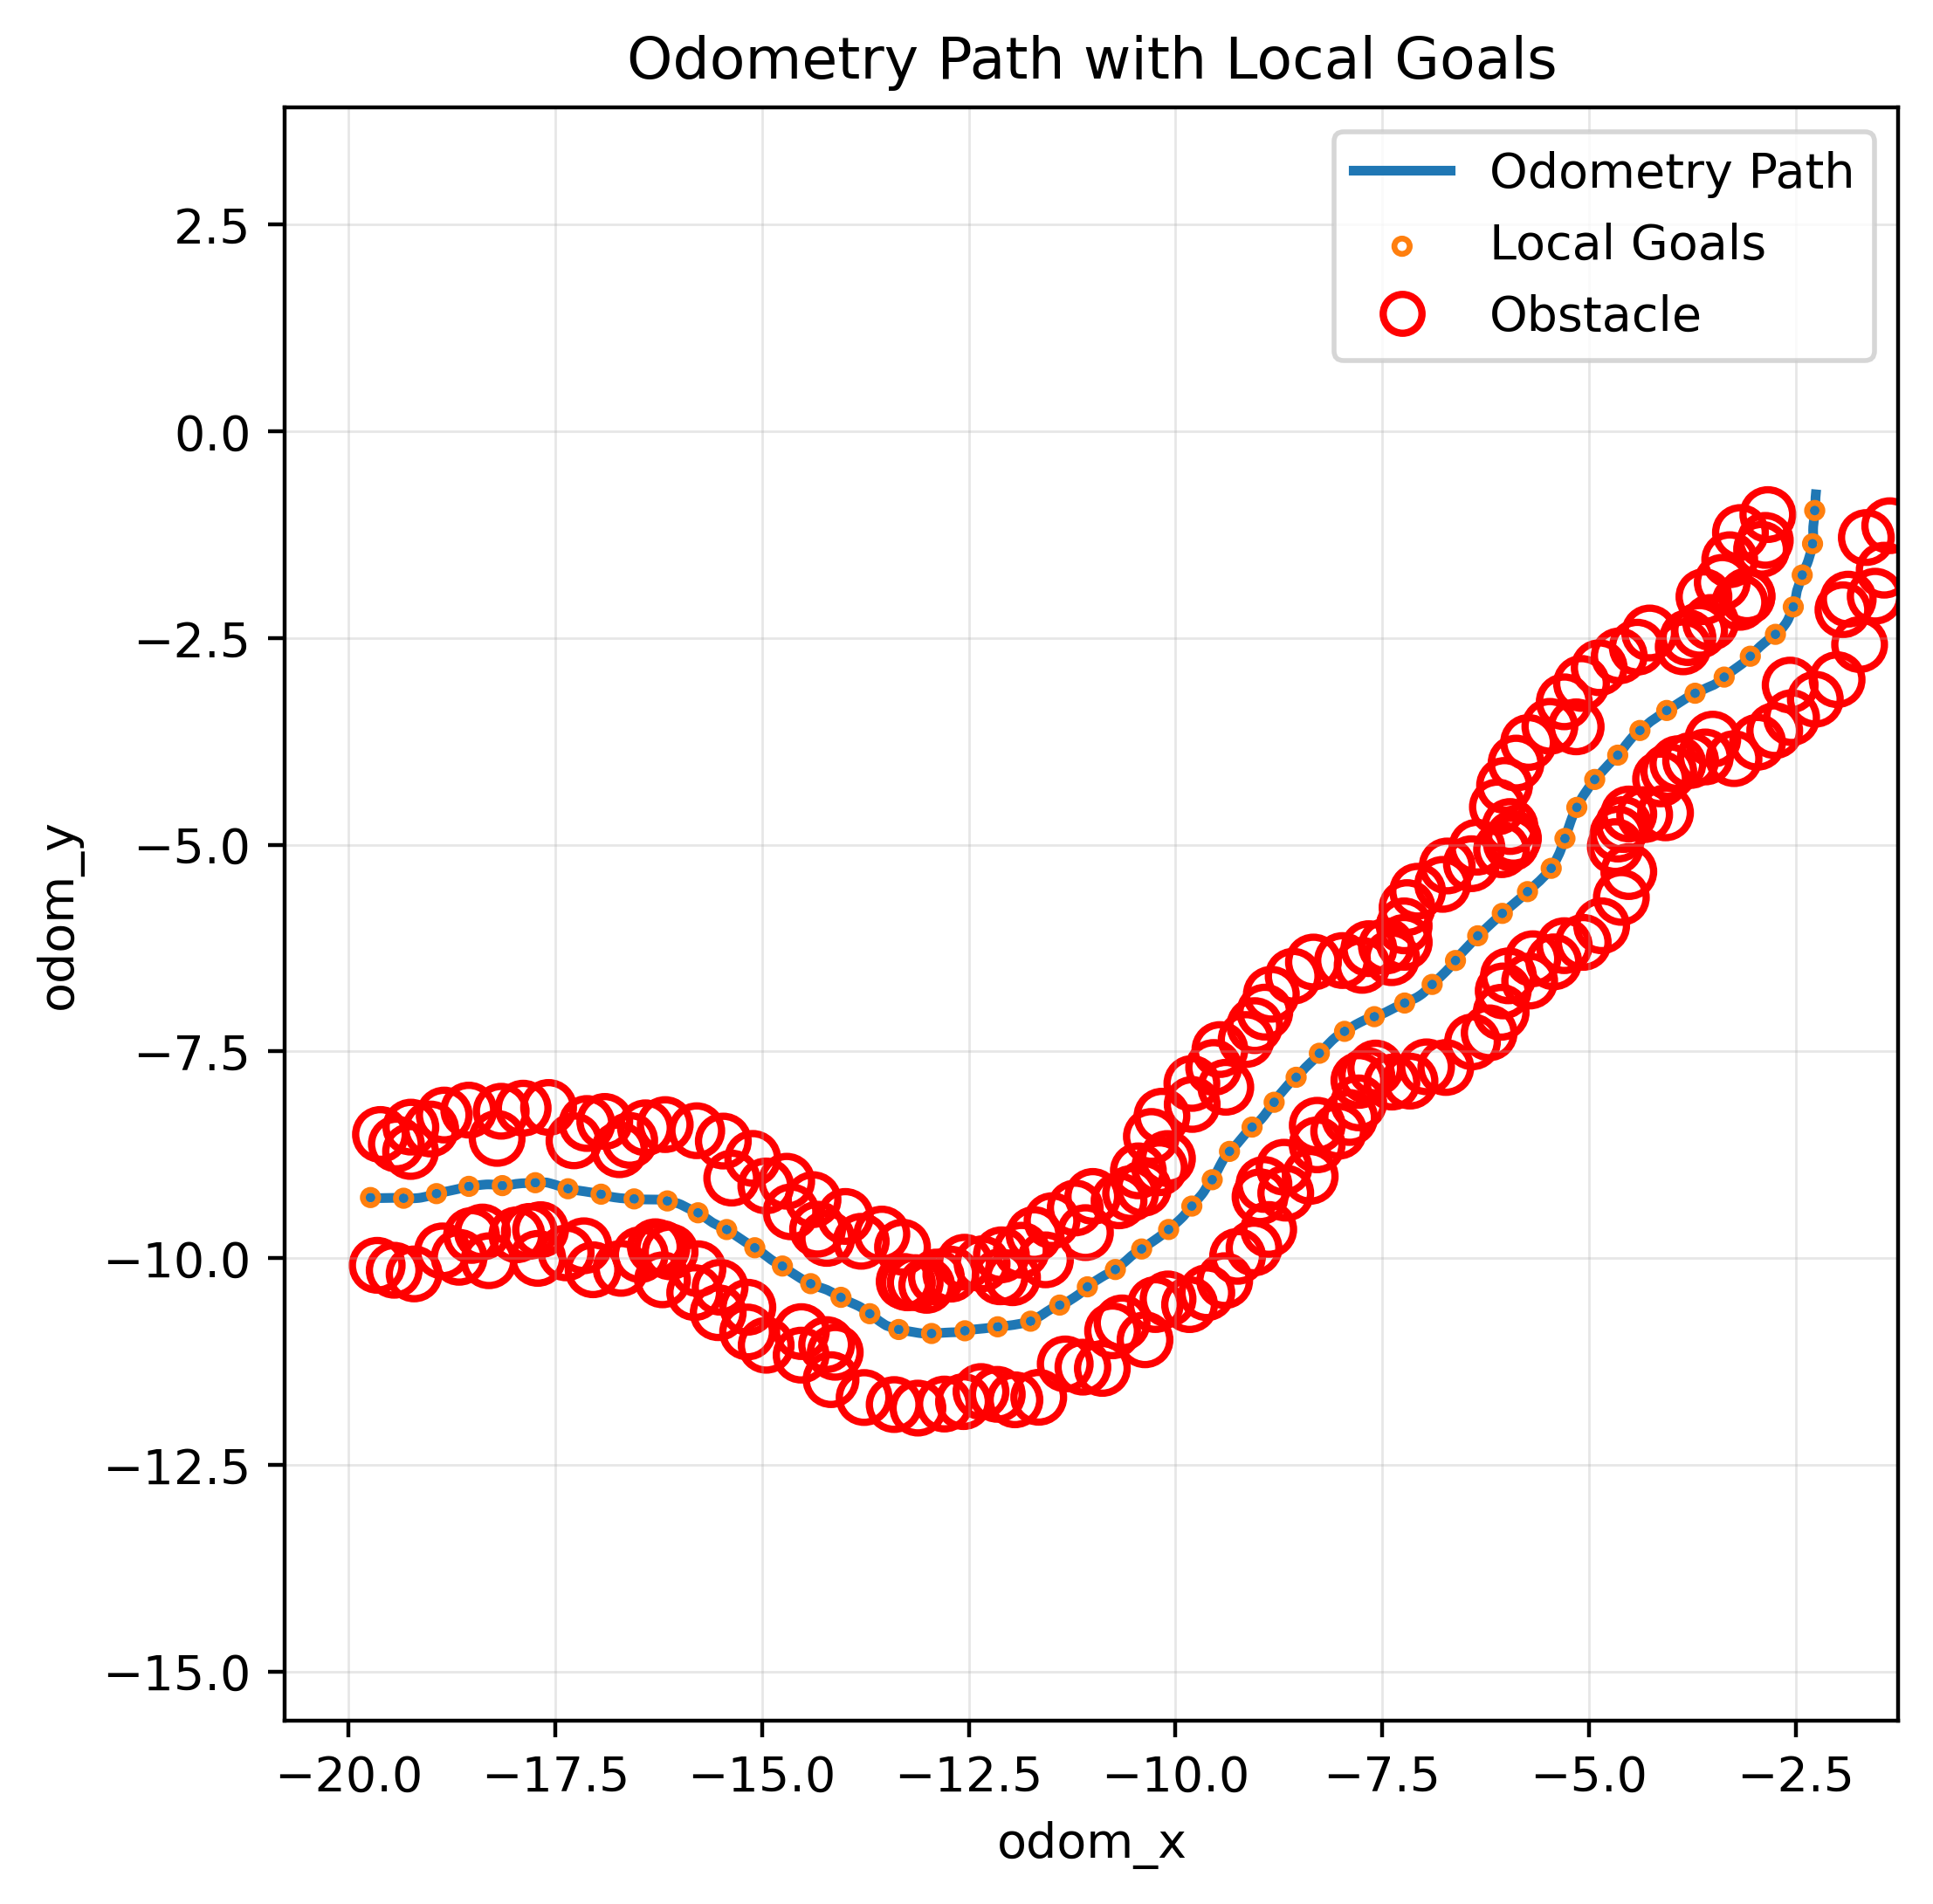 Odometry Path with Local Goals
Odometry Path
Local Goals
Obstacle
2.5
0.0
−2.5
−5.0
−7.5
−10.0
−12.5
−15.0
odom_y
−20.0 −17.5 −15.0 −12.5 −10.0 −7.5 −5.0 −2.5
odom_x